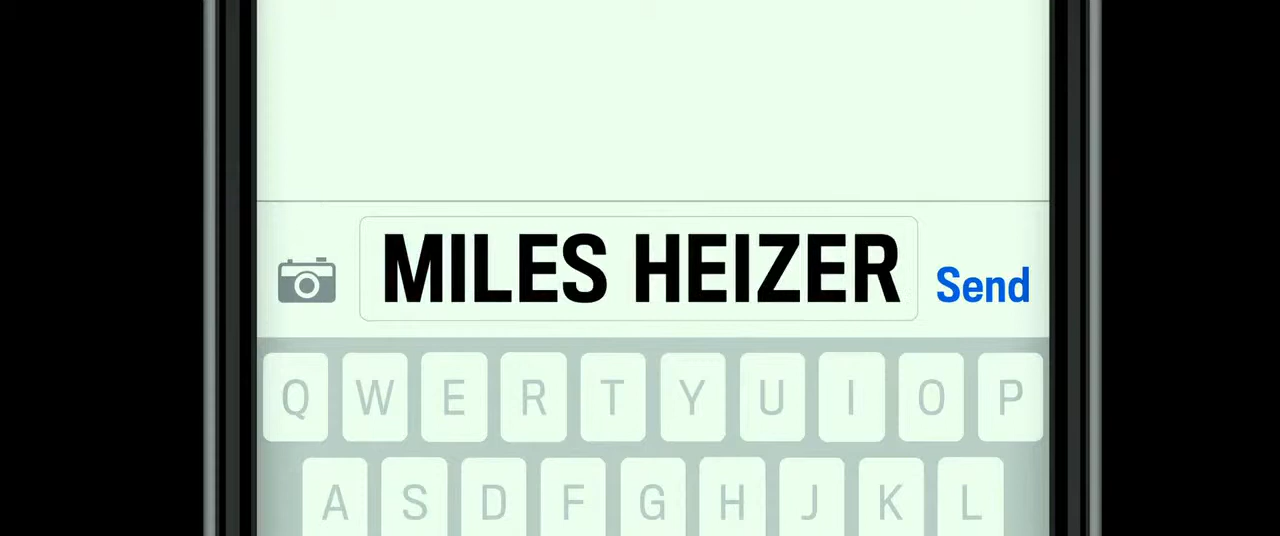 MILES HEIZER
Send
Q W E R T Y U I O P
A S D F G H J K L